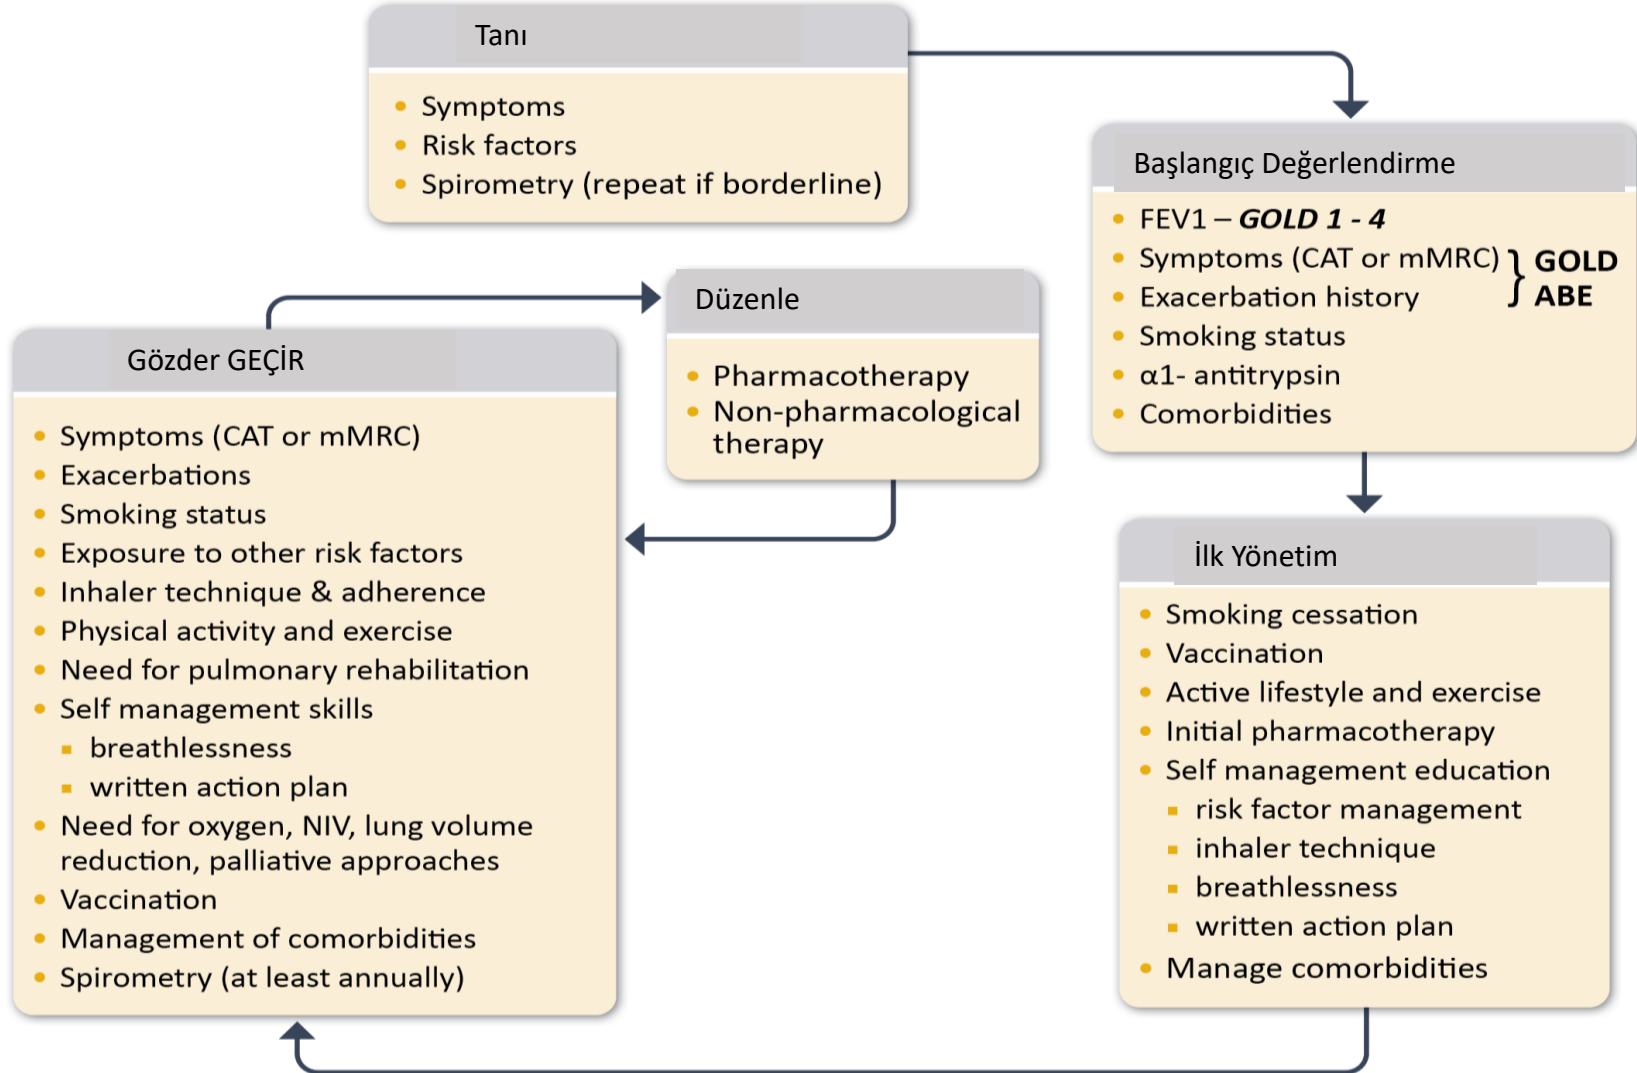 Tanı
• Symptoms
• Risk factors
• Spirometry (repeat if borderline)
Başlangıç Değerlendirme
• FEV1 – GOLD 1 - 4
• Symptoms (CAT or mMRC)
• Exacerbation history
} GOLD
ABE
• Smoking status
• α1- antitrypsin
• Comorbidities
İlk Yönetim
• Smoking cessation
• Vaccination
• Active lifestyle and exercise
• Initial pharmacotherapy
• Self management education
▪ risk factor management
▪ inhaler technique
▪ breathlessness
▪ written action plan
• Manage comorbidities
Gözder GEÇİR
• Symptoms (CAT or mMRC)
• Exacerbations
• Smoking status
• Exposure to other risk factors
• Inhaler technique & adherence
• Physical activity and exercise
• Need for pulmonary rehabilitation
• Self management skills
▪ breathlessness
▪ written action plan
• Need for oxygen, NIV, lung volume
reduction, palliative approaches
• Vaccination
• Management of comorbidities
• Spirometry (at least annually)
Düzenle
• Pharmacotherapy
• Non-pharmacological
therapy